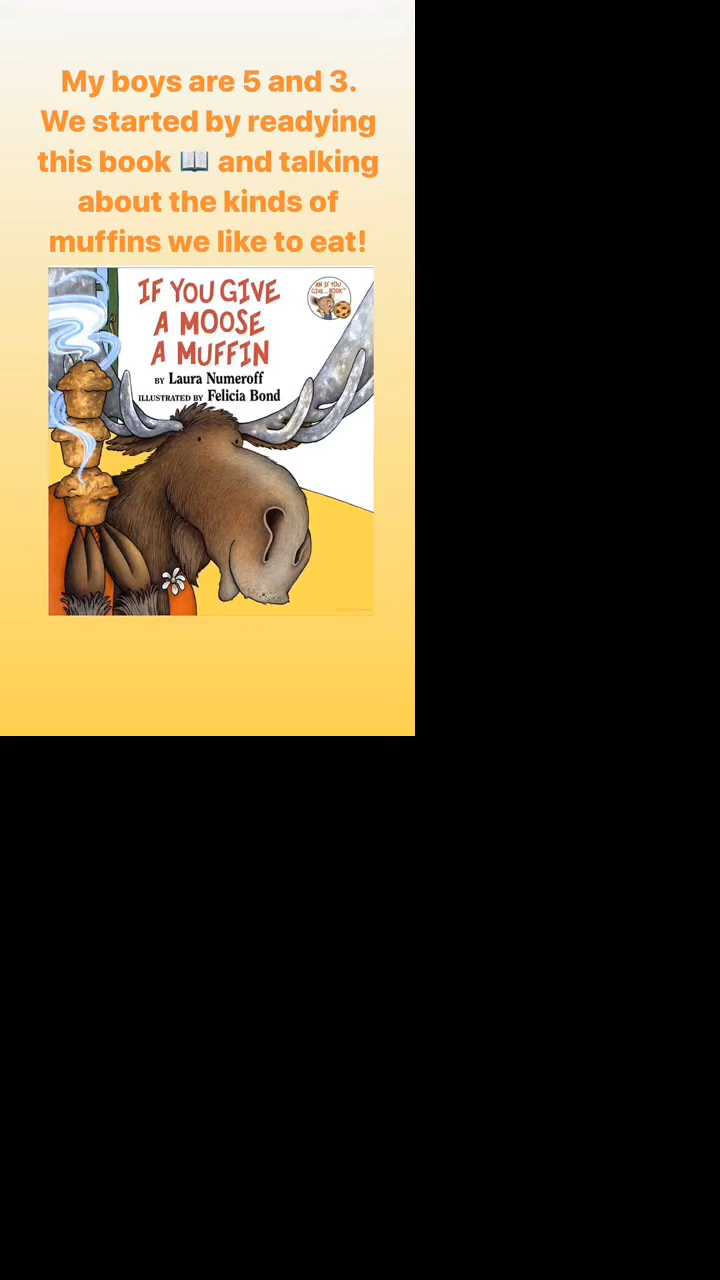 My boys are 5 and 3.
We started by readying
this book 📖 and talking
about the kinds of
muffins we like to eat!
IF YOU GIVE
A MOOSE
A MUFFIN
BY Laura Numeroff
ILLUSTRATED BY Felicia Bond
AN IF YOU
GIVE... BOOK™